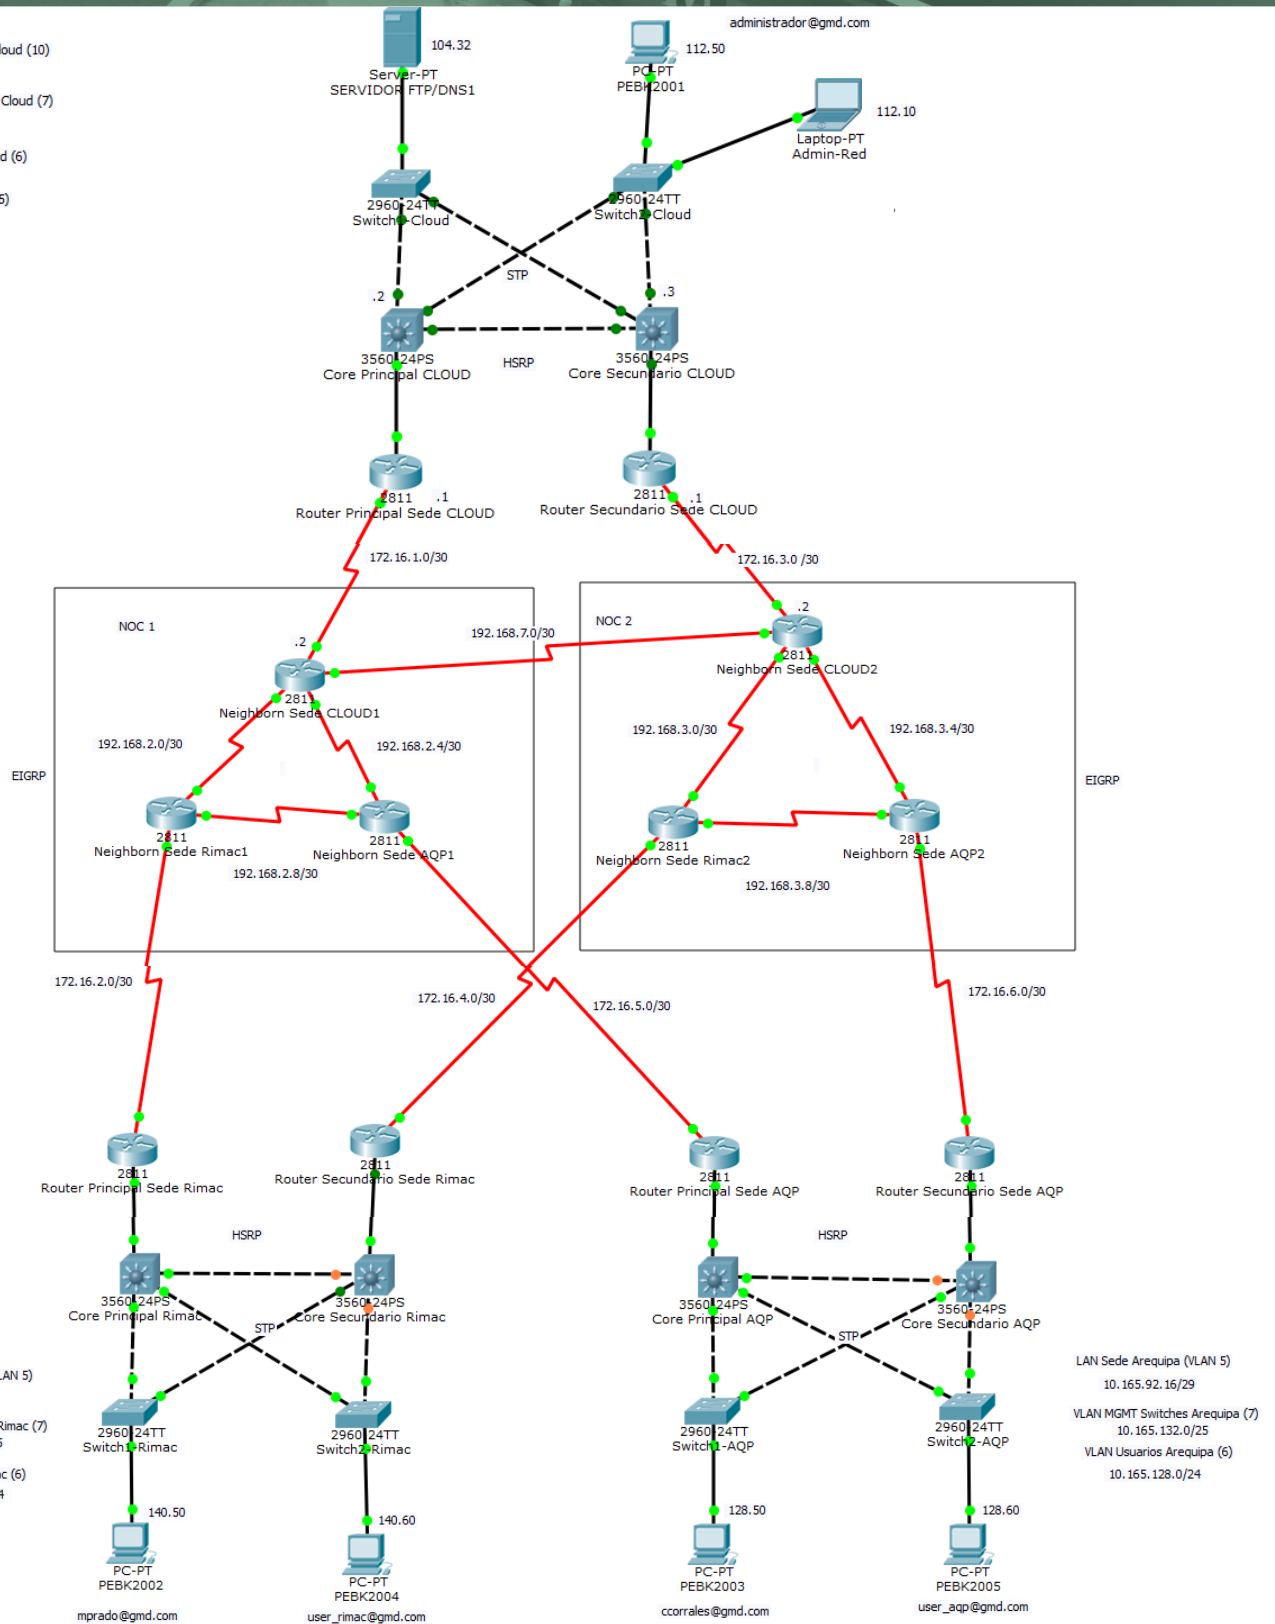 administrador@gmd.com
loud (10)
104.32
112.50
Server-PT
SERVIDOR FTP/DNS1
PC-PT
PEBK2001
Cloud (7)
112.10
Laptop-PT
Admin-Red
d (6)
5)
2960-24TT
Switch1-Cloud
2960-24TT
Switch2-Cloud
STP
.2
.3
3560-24PS
Core Principal CLOUD
HSRP
3560-24PS
Core Secundario CLOUD
2811
.1
Router Principal Sede CLOUD
2811
.1
Router Secundario Sede CLOUD
172.16.1.0/30
172.16.3.0 /30
NOC 1
NOC 2
.2
192.168.7.0/30
.2
2811
Neighborn Sede CLOUD1
2811
Neighborn Sede CLOUD2
192.168.2.0/30
192.168.2.4/30
192.168.3.0/30
192.168.3.4/30
EIGRP
EIGRP
2811
Neighborn Sede Rimac1
2811
Neighborn Sede AQP1
2811
Neighborn Sede Rimac2
2811
Neighborn Sede AQP2
192.168.2.8/30
192.168.3.8/30
172.16.2.0/30
172.16.4.0/30
172.16.5.0/30
172.16.6.0/30
2811
Router Principal Sede Rimac
2811
Router Secundario Sede Rimac
2811
Router Principal Sede AQP
2811
Router Secundario Sede AQP
HSRP
HSRP
3560-24PS
Core Principal Rimac
3560-24PS
Core Secundario Rimac
3560-24PS
Core Principal AQP
3560-24PS
Core Secundario AQP
STP
STP
LAN 5)
LAN Sede Arequipa (VLAN 5)
10.165.92.16/29
Rimac (7)
5
VLAN MGMT Switches Arequipa (7)
10.165.132.0/25
2960-24TT
Switch1-Rimac
2960-24TT
Switch2-Rimac
2960-24TT
Switch1-AQP
2960-24TT
Switch2-AQP
ac (6)
4
VLAN Usuarios Arequipa (6)
10.165.128.0/24
140.50
140.60
128.50
128.60
PC-PT
PEBK2002
PC-PT
PEBK2004
PC-PT
PEBK2003
PC-PT
PEBK2005
mprado@gmd.com
user_rimac@gmd.com
ccorrales@gmd.com
user_aqp@gmd.com